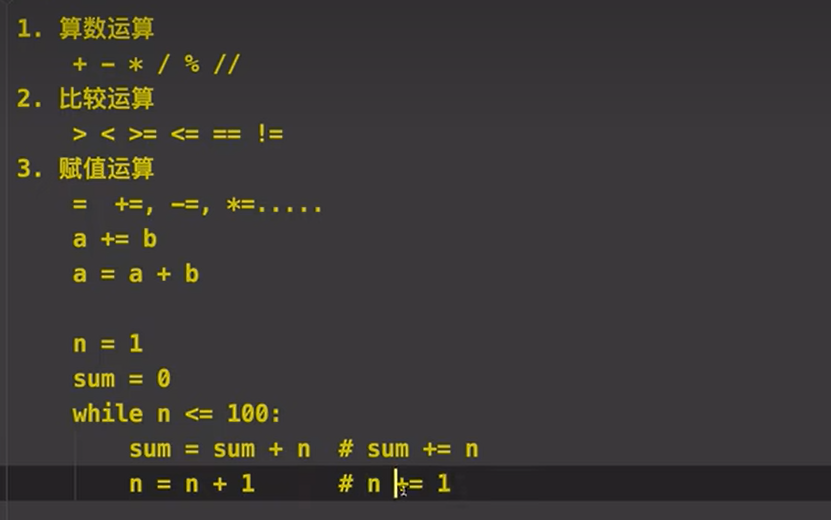 1. 算数运算
+ - * / % //
2. 比较运算
> < >= <= == !=
3. 赋值运算
=  +=, -=, *=.....
a += b
a = a + b
n = 1
sum = 0
while n <= 100:
sum = sum + n  # sum += n
n = n + 1      # n += 1